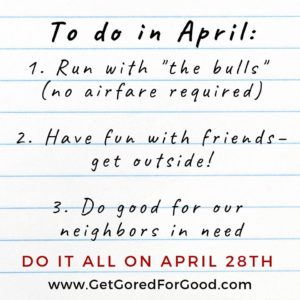 To do in April:
1. Run with "the bulls"
(no airfare required)
2. Have fun with friends-
get outside!
3. Do good for our
neighbors in need
DO IT ALL ON APRIL 28TH
www.GetGoredForGood.com